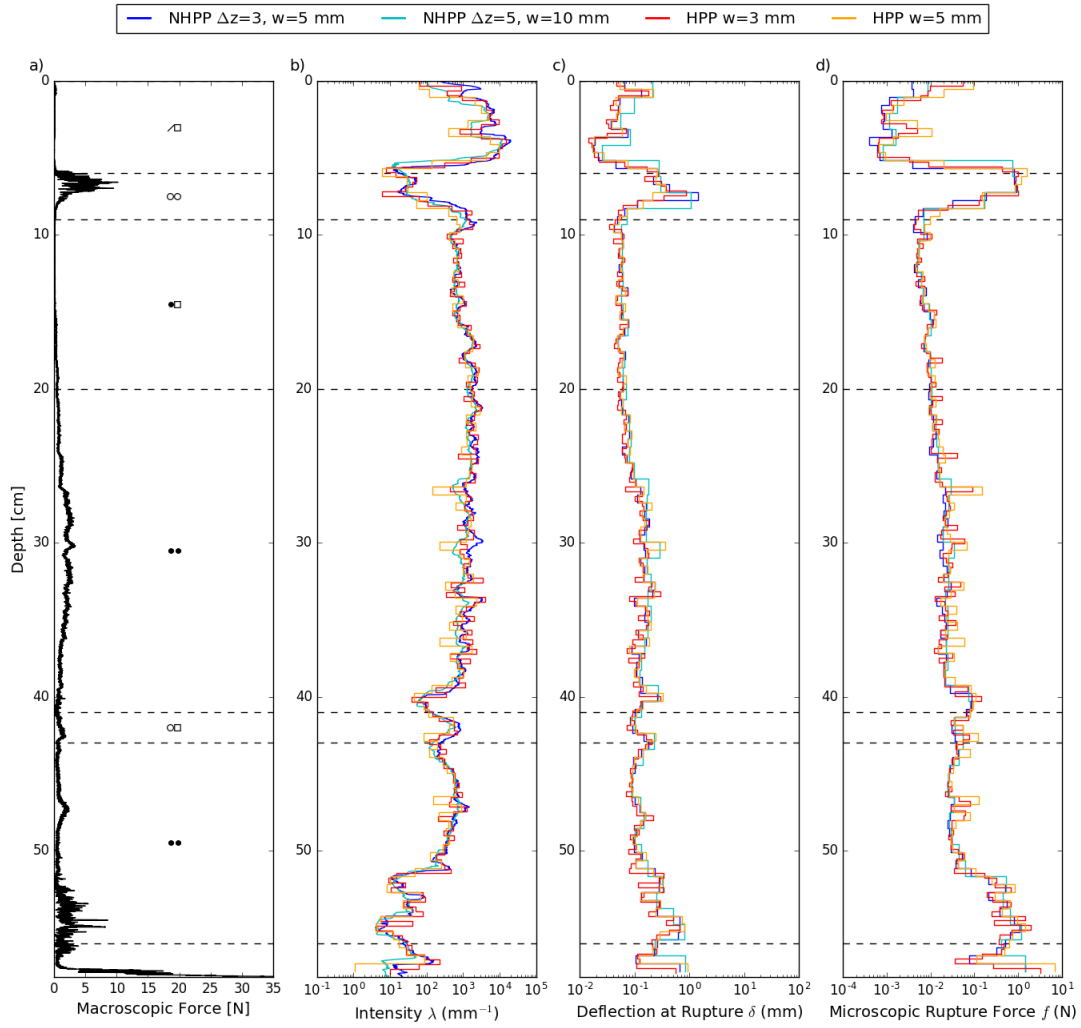 NHPP Δz=3, w=5 mm NHPP Δz=5, w=10 mm HPP w=3 mm HPP w=5 mm
a) b) c) d)
0 0 0 0
10 10 10 10
20 20 20 20
30 30 30 30
40 40 40 40
50 50 50 50
Depth [cm]
0 5 10 15 20 25 30 35
10⁻¹ 10⁰ 10¹ 10² 10³ 10⁴ 10⁵
10⁻² 10⁻¹ 10⁰ 10¹ 10²
10⁻⁴ 10⁻³ 10⁻² 10⁻¹ 10⁰ 10¹
Macroscopic Force [N]
Intensity λ (mm⁻¹)
Deflection at Rupture δ (mm)
Microscopic Rupture Force f (N)